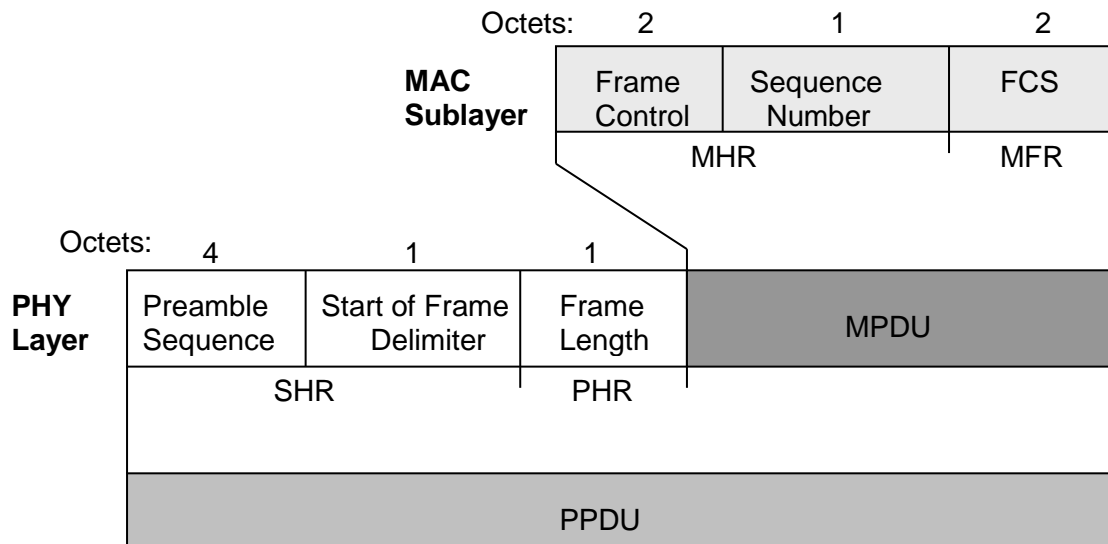 Octets: 2 1 2
MAC Sublayer
Frame Control
Sequence Number
FCS
MHR MFR
Octets: 4 1 1
PHY Layer
Preamble Sequence
Start of Frame Delimiter
Frame Length
MPDU
SHR PHR
PPDU